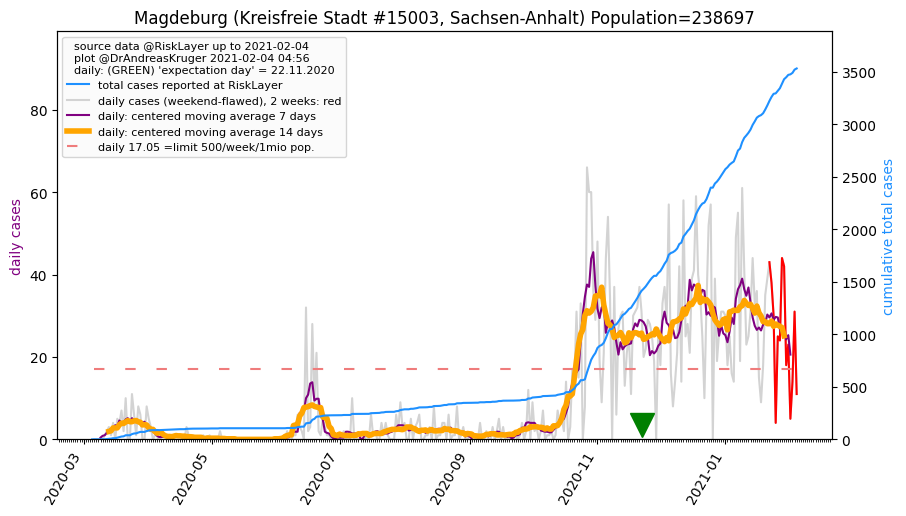 Magdeburg (Kreisfreie Stadt #15003, Sachsen-Anhalt) Population=238697
source data @RiskLayer up to 2021-02-04
plot @DrAndreasKruger 2021-02-04 04:56
daily: (GREEN) 'expectation day' = 22.11.2020
total cases reported at RiskLayer
daily cases (weekend-flawed), 2 weeks: red
daily: centered moving average 7 days
daily: centered moving average 14 days
daily 17.05 =limit 500/week/1mio pop.
daily cases
80
60
40
20
0
cumulative total cases
3500
3000
2500
2000
1500
1000
500
0
2020-03
2020-05
2020-07
2020-09
2020-11
2021-01